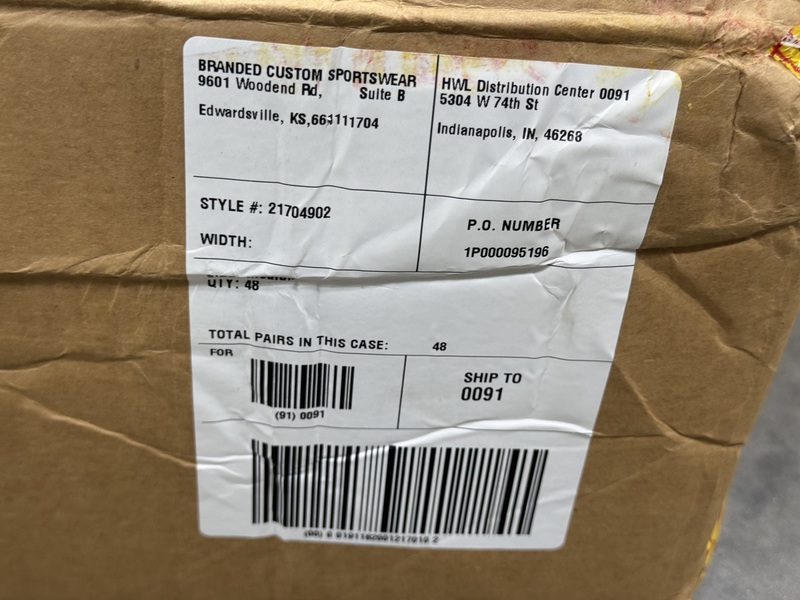 BRANDED CUSTOM SPORTSWEAR
9601 Woodend Rd, Suite B
Edwardsville, KS,661111704
HWL Distribution Center 0091
5304 W 74th St
Indianapolis, IN, 46268
STYLE #: 21704902
WIDTH:
P.O. NUMBER
1P000095196
QTY: 48
TOTAL PAIRS IN THIS CASE: 48
FOR
(91) 0091
SHIP TO
0091